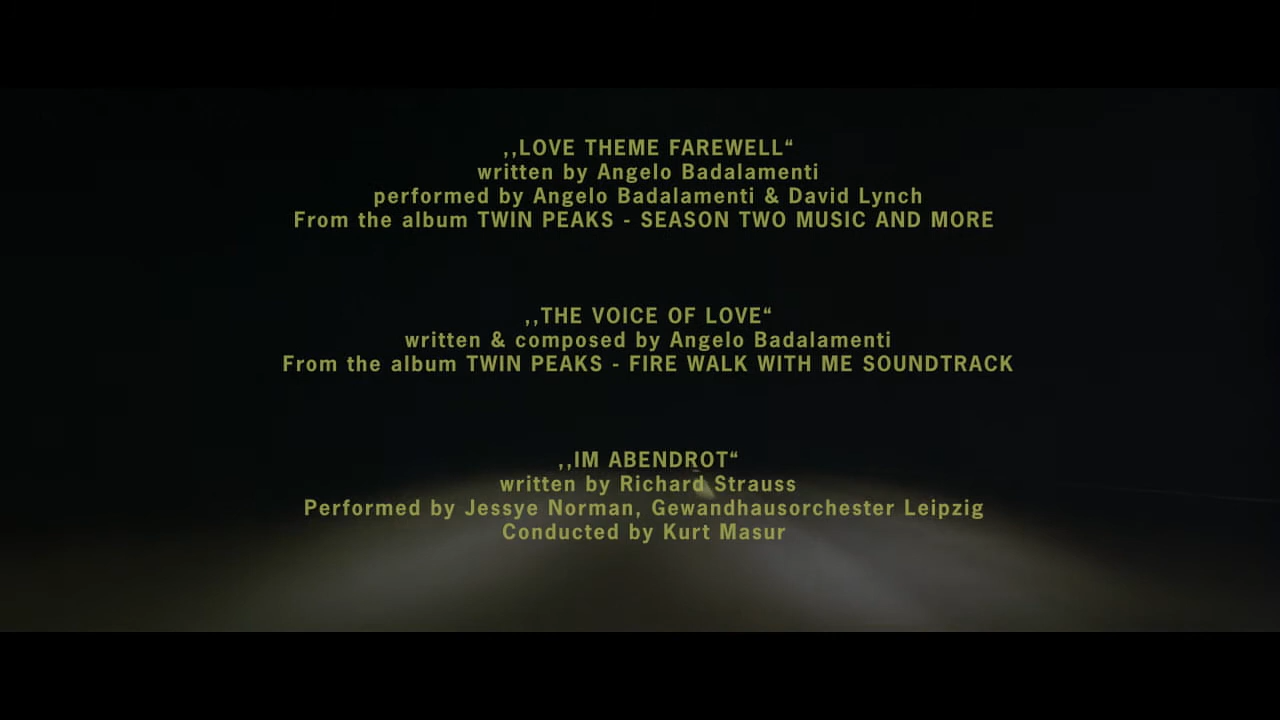 ,,LOVE THEME FAREWELL“
written by Angelo Badalamenti
performed by Angelo Badalamenti & David Lynch
From the album TWIN PEAKS - SEASON TWO MUSIC AND MORE
,,THE VOICE OF LOVE“
written & composed by Angelo Badalamenti
From the album TWIN PEAKS - FIRE WALK WITH ME SOUNDTRACK
,,IM ABENDROT“
written by Richard Strauss
Performed by Jessye Norman, Gewandhausorchester Leipzig
Conducted by Kurt Masur